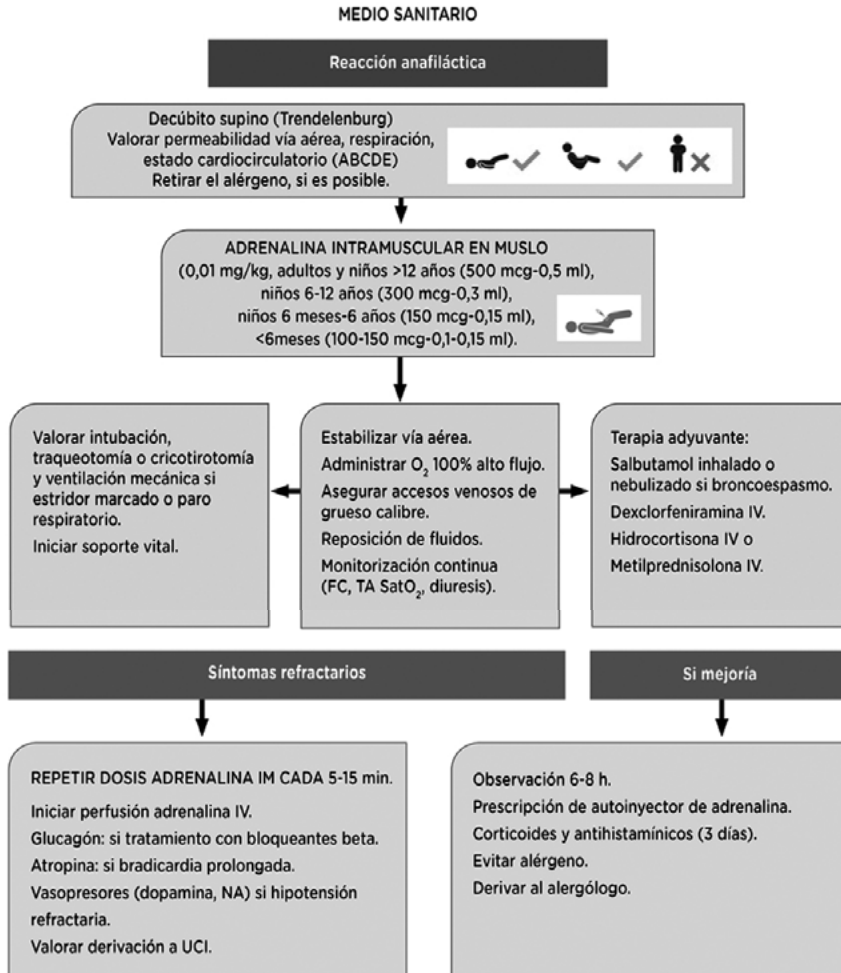 MEDIO SANITARIO
Reacción anafiláctica
Decúbito supino (Trendelenburg)
Valorar permeabilidad vía aérea, respiración,
estado cardiocirculatorio (ABCDE)
Retirar el alérgeno, si es posible.
ADRENALINA INTRAMUSCULAR EN MUSLO
(0,01 mg/kg, adultos y niños >12 años (500 mcg-0,5 ml),
niños 6-12 años (300 mcg-0,3 ml),
niños 6 meses-6 años (150 mcg-0,15 ml),
<6meses (100-150 mcg-0,1-0,15 ml).
Valorar intubación,
traqueotomía o cricotirotomía
y ventilación mecánica si
estridor marcado o paro
respiratorio.
Iniciar soporte vital.
Estabilizar vía aérea.
Administrar O₂ 100% alto flujo.
Asegurar accesos venosos de
grueso calibre.
Reposición de fluidos.
Monitorización continua
(FC, TA SatO₂, diuresis).
Terapia adyuvante:
Salbutamol inhalado o
nebulizado si broncoespasmo.
Dexclorfeniramina IV.
Hidrocortisona IV o
Metilprednisolona IV.
Síntomas refractarios
Si mejoría
REPETIR DOSIS ADRENALINA IM CADA 5-15 min.
Iniciar perfusión adrenalina IV.
Glucagón: si tratamiento con bloqueantes beta.
Atropina: si bradicardia prolongada.
Vasopresores (dopamina, NA) si hipotensión
refractaria.
Valorar derivación a UCI.
Observación 6-8 h.
Prescripción de autoinyector de adrenalina.
Corticoides y antihistamínicos (3 días).
Evitar alérgeno.
Derivar al alergólogo.